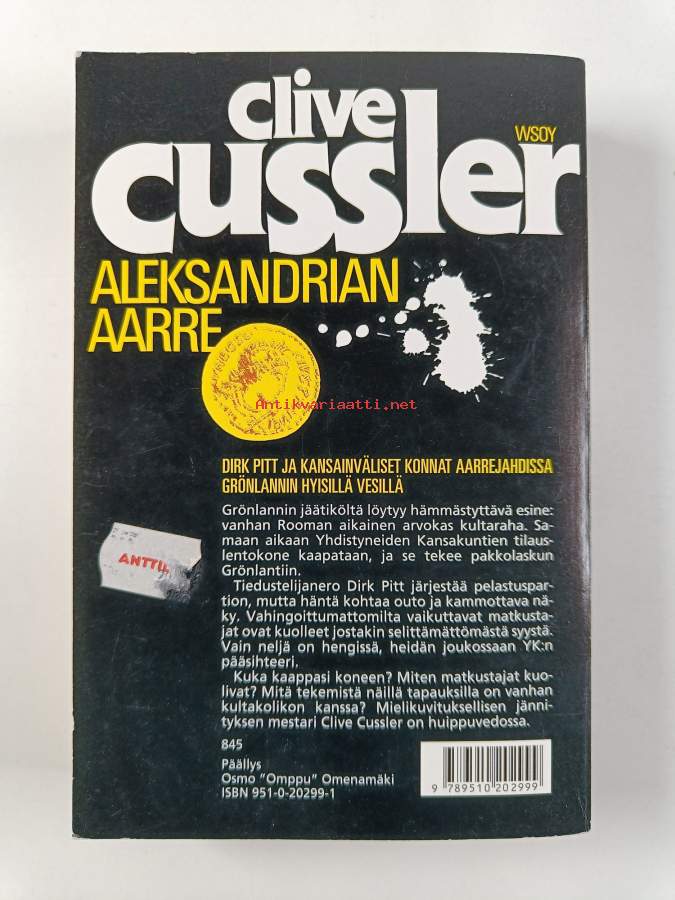 clive
cussler
WSOY
ALEKSANDRIAN
AARRE
Antikvariaatti.net
DIRK PITT JA KANSAINVÄLISET KONNAT AARREJAHDISSA
GRÖNLANNIN HYISILLÄ VESILLÄ
Grönlannin jäätiköltä löytyy hämmästyttävä esine:
vanhan Rooman aikainen arvokas kultaraha. Sa-
maan aikaan Yhdistyneiden Kansakuntien tilaus-
lentokone kaapataan, ja se tekee pakkolaskun
Grönlantiin.
Tiedustelijanero Dirk Pitt järjestää pelastuspar-
tion, mutta häntä kohtaa outo ja kammottava nä-
ky. Vahingoittumattomilta vaikuttavat matkusta-
jat ovat kuolleet jostakin selittämättömästä syystä.
Vain neljä on hengissä, heidän joukossaan YK:n
pääsihteeri.
Kuka kaappasi koneen? Miten matkustajat kuo-
livat? Mitä tekemistä näillä tapauksilla on vanhan
kultakolikon kanssa? Mielikuvituksellisen jänni-
tyksen mestari Clive Cussler on huippuvedossa.
ANTTIL
845
Päällys
Osmo "Omppu" Omenamäki
ISBN 951-0-20299-1
9 789510 202999